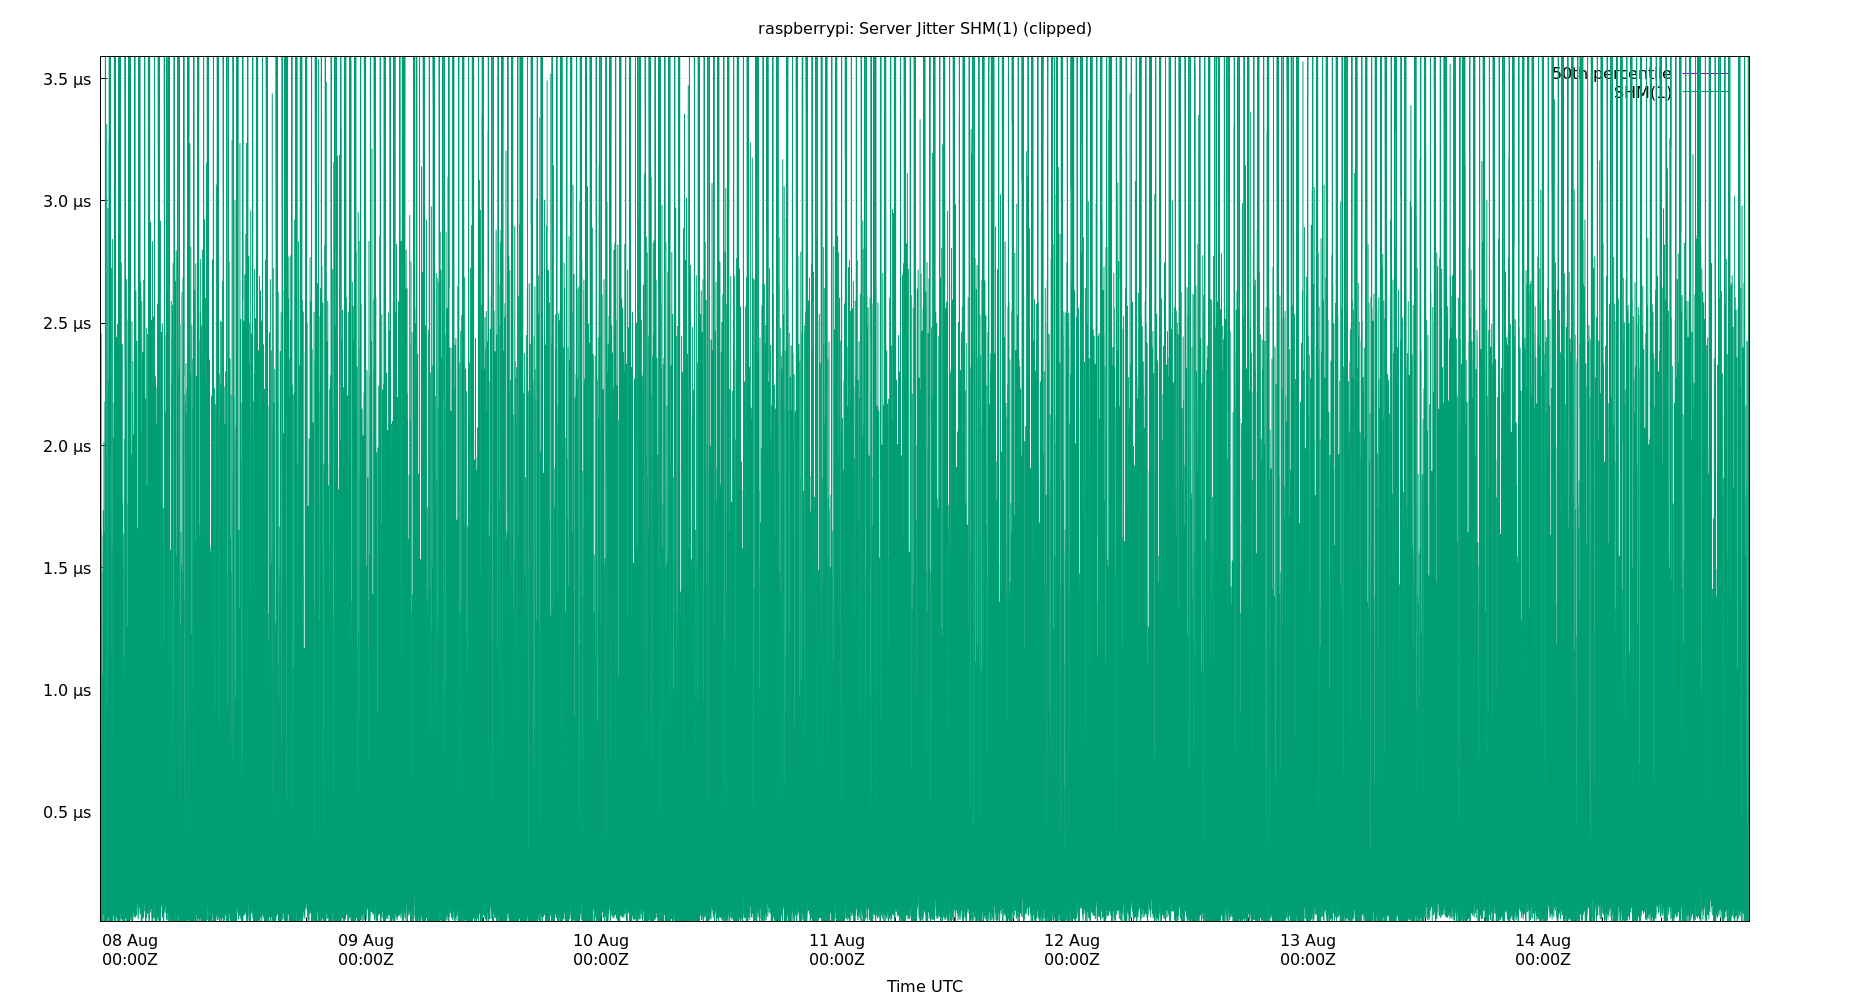 raspberrypi: Server Jitter SHM(1) (clipped)
3.5 µs
50th percentile
SHM(1)
3.0 µs
2.5 µs
2.0 µs
1.5 µs
1.0 µs
0.5 µs
08 Aug 09 Aug 10 Aug 11 Aug 12 Aug 13 Aug 14 Aug
00:00Z 00:00Z 00:00Z 00:00Z 00:00Z 00:00Z 00:00Z
Time UTC